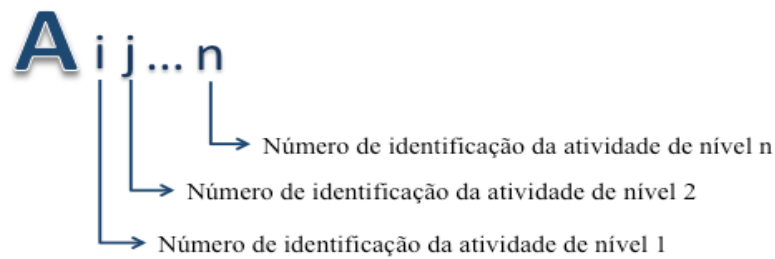 A i j ... n
Número de identificação da atividade de nível n
Número de identificação da atividade de nível 2
Número de identificação da atividade de nível 1